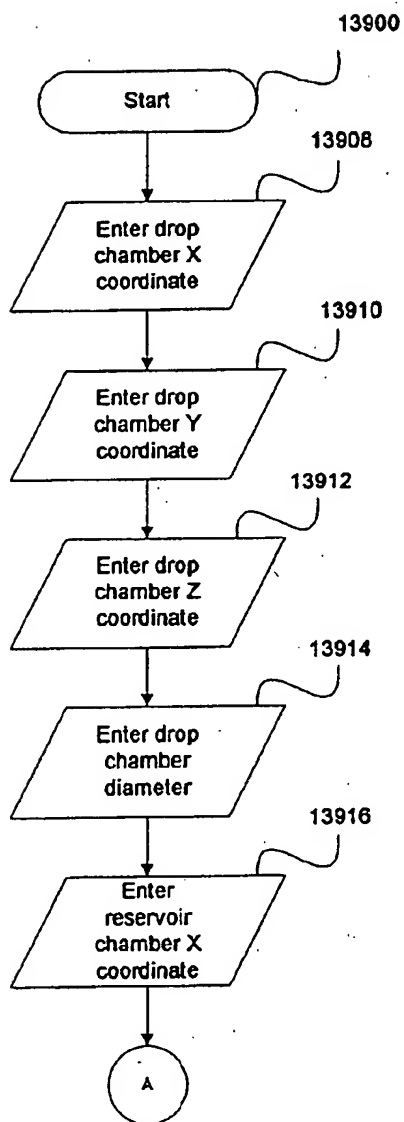 13900
Start
13908
Enter drop
chamber X
coordinate
13910
Enter drop
chamber Y
coordinate
13912
Enter drop
chamber Z
coordinate
13914
Enter drop
chamber
diameter
13916
Enter
reservoir
chamber X
coordinate
A